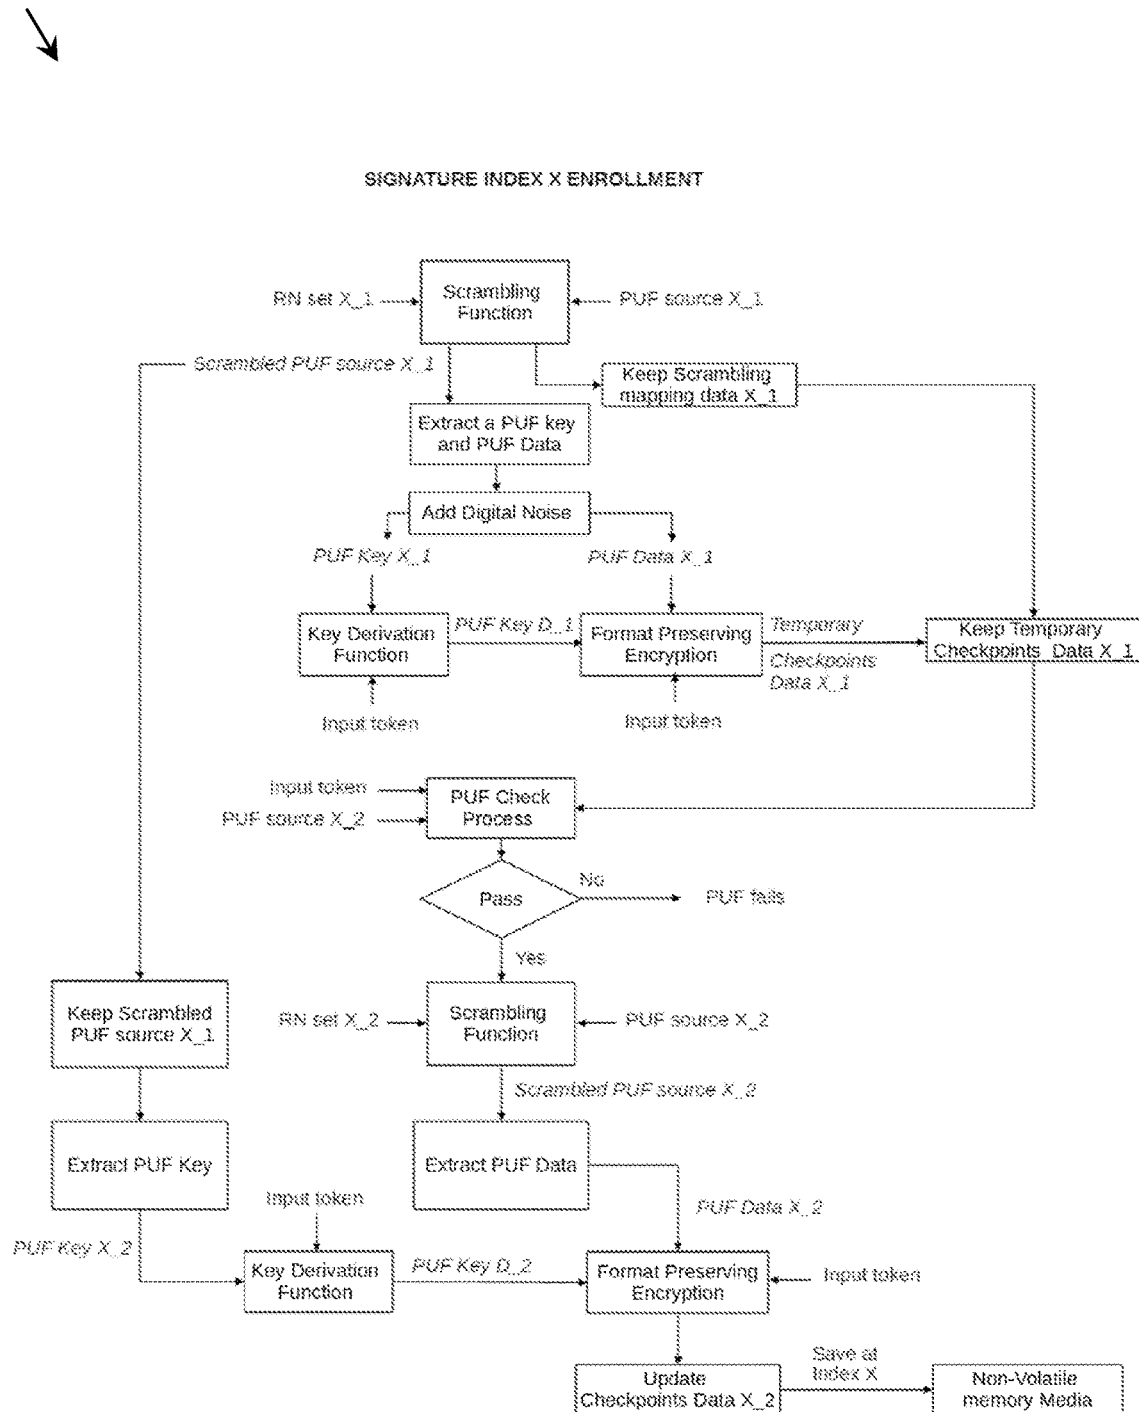 SIGNATURE INDEX X ENROLLMENT
RN set X_1
Scrambling
Function
PUF source X_1
Scrambled PUF source X_1
Keep Scrambling
mapping data X_1
Extract a PUF key
and PUF Data
Add Digital Noise
PUF Key X_1
PUF Data X_1
Key Derivation
Function
PUF Key D_1
Format Preserving
Encryption
Temporary
Checkpoints
Data X_1
Keep Temporary
Checkpoints Data X_1
Input token
Input token
Input token
PUF source X_2
PUF Check
Process
Pass
No
PUF fails
Yes
Keep Scrambled
PUF source X_1
RN set X_2
Scrambling
Function
PUF source X_2
Scrambled PUF source X_2
Extract PUF Key
Extract PUF Data
Input token
PUF Data X_2
PUF Key X_2
Key Derivation
Function
PUF Key D_2
Format Preserving
Encryption
Input token
Update
Checkpoints Data X_2
Save at
Index X
Non-Volatile
memory Media